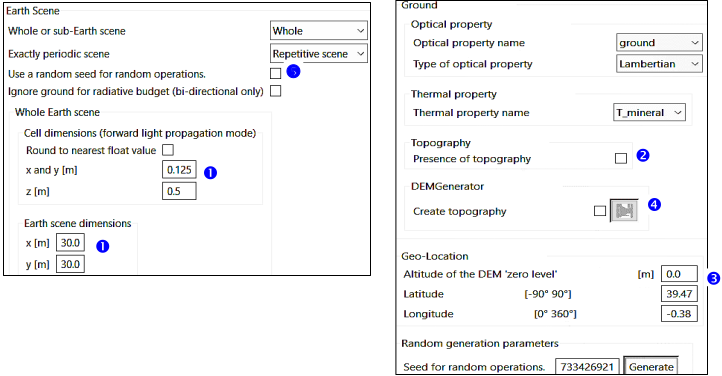 Earth Scene
Whole or sub-Earth scene Whole
Exactly periodic scene Repetitive scene
Use a random seed for random operations.
Ignore ground for radiative budget (bi-directional only)
Whole Earth scene
Cell dimensions (forward light propagation mode)
Round to nearest float value
x and y [m] 0.125 1
z [m] 0.5
Earth scene dimensions
x [m] 30.0 1
y [m] 30.0
Ground
Optical property
Optical property name ground
Type of optical property Lambertian
Thermal property
Thermal property name T_mineral
Topography
Presence of topography 2
DEMGenerator
Create topography 4
Geo-Location
Altitude of the DEM 'zero level' [m] 0.0 3
Latitude [-90° 90°] 39.47
Longitude [0° 360°] -0.38
Random generation parameters
Seed for random operations. 733426921 Generate